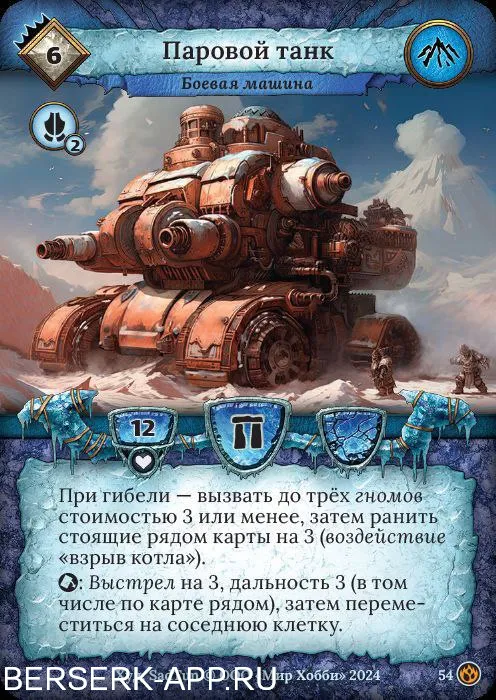 6
Паровой танк
Боевая машина
2
12
При гибели — вызвать до трёх гномов
стоимостью 3 или менее, затем ранить
стоящие рядом карты на 3 (воздействие
«взрыв котла»).
: Выстрел на 3, дальность 3 (в том
числе по карте рядом), затем переме-
ститься на соседнюю клетку.
«Мир Хобби» 2024
54
BERSERK-APP.RU